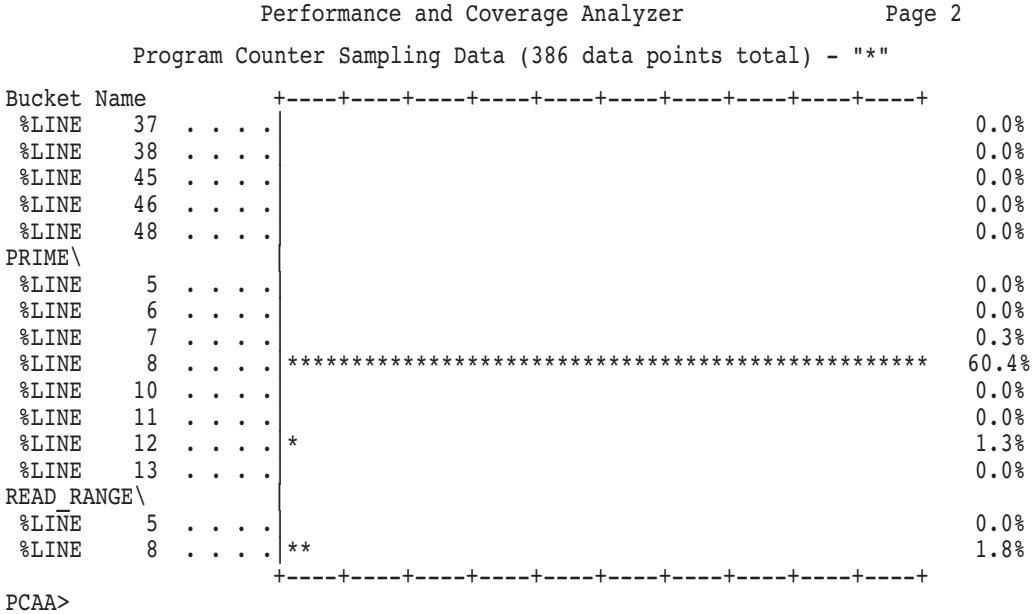 Performance and Coverage Analyzer Page 2
Program Counter Sampling Data (386 data points total) - "*"
Bucket Name +----+----+----+----+----+----+----+----+----+----+
%LINE 37 . . . .| 0.0%
%LINE 38 . . . .| 0.0%
%LINE 45 . . . .| 0.0%
%LINE 46 . . . .| 0.0%
%LINE 48 . . . .| 0.0%
PRIME\ |
%LINE 5 . . . .| 0.0%
%LINE 6 . . . .| 0.0%
%LINE 7 . . . .| 0.3%
%LINE 8 . . . .|************************************************** 60.4%
%LINE 10 . . . .| 0.0%
%LINE 11 . . . .| 0.0%
%LINE 12 . . . .|* 1.3%
%LINE 13 . . . .| 0.0%
READ_RANGE\ |
%LINE 5 . . . .| 0.0%
%LINE 8 . . . .|** 1.8%
+----+----+----+----+----+----+----+----+----+----+
PCAA>